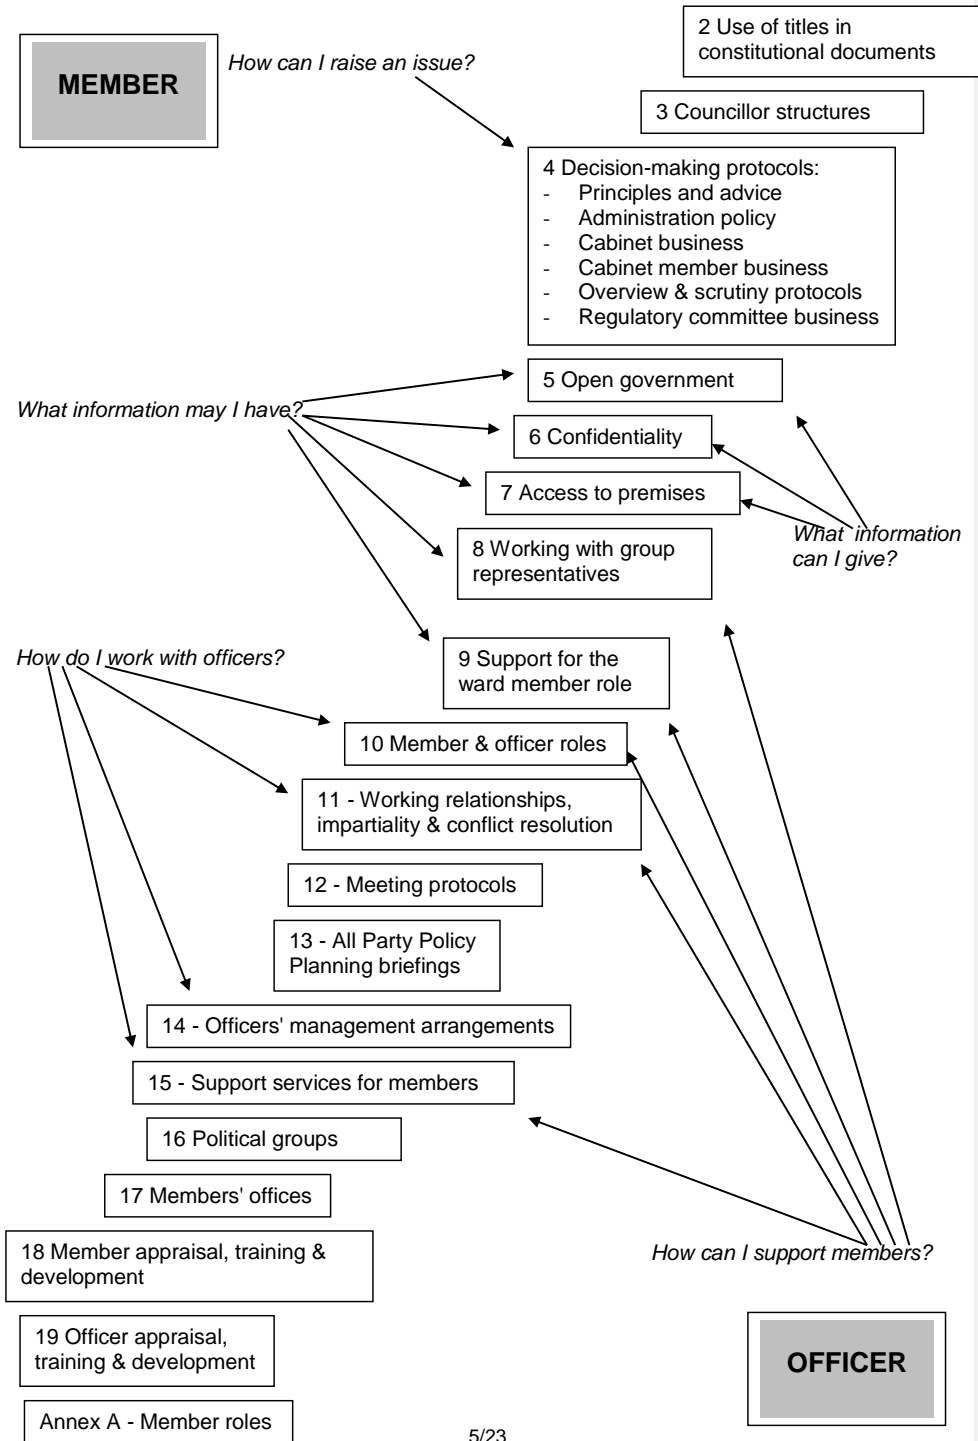 2 Use of titles in
constitutional documents
MEMBER
How can I raise an issue?
3 Councillor structures
4 Decision-making protocols:
- Principles and advice
- Administration policy
- Cabinet business
- Cabinet member business
- Overview & scrutiny protocols
- Regulatory committee business
5 Open government
What information may I have?
6 Confidentiality
7 Access to premises
What information
can I give?
8 Working with group
representatives
How do I work with officers?
9 Support for the
ward member role
10 Member & officer roles
11 - Working relationships,
impartiality & conflict resolution
12 - Meeting protocols
13 - All Party Policy
Planning briefings
14 - Officers' management arrangements
15 - Support services for members
16 Political groups
17 Members' offices
18 Member appraisal, training &
development
How can I support members?
19 Officer appraisal,
training & development
OFFICER
Annex A - Member roles
5/23